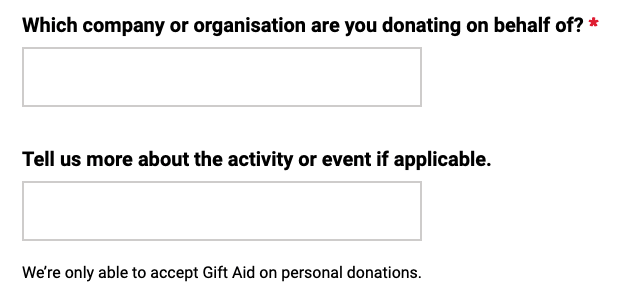 Which company or organisation are you donating on behalf of? *
Tell us more about the activity or event if applicable.
We’re only able to accept Gift Aid on personal donations.